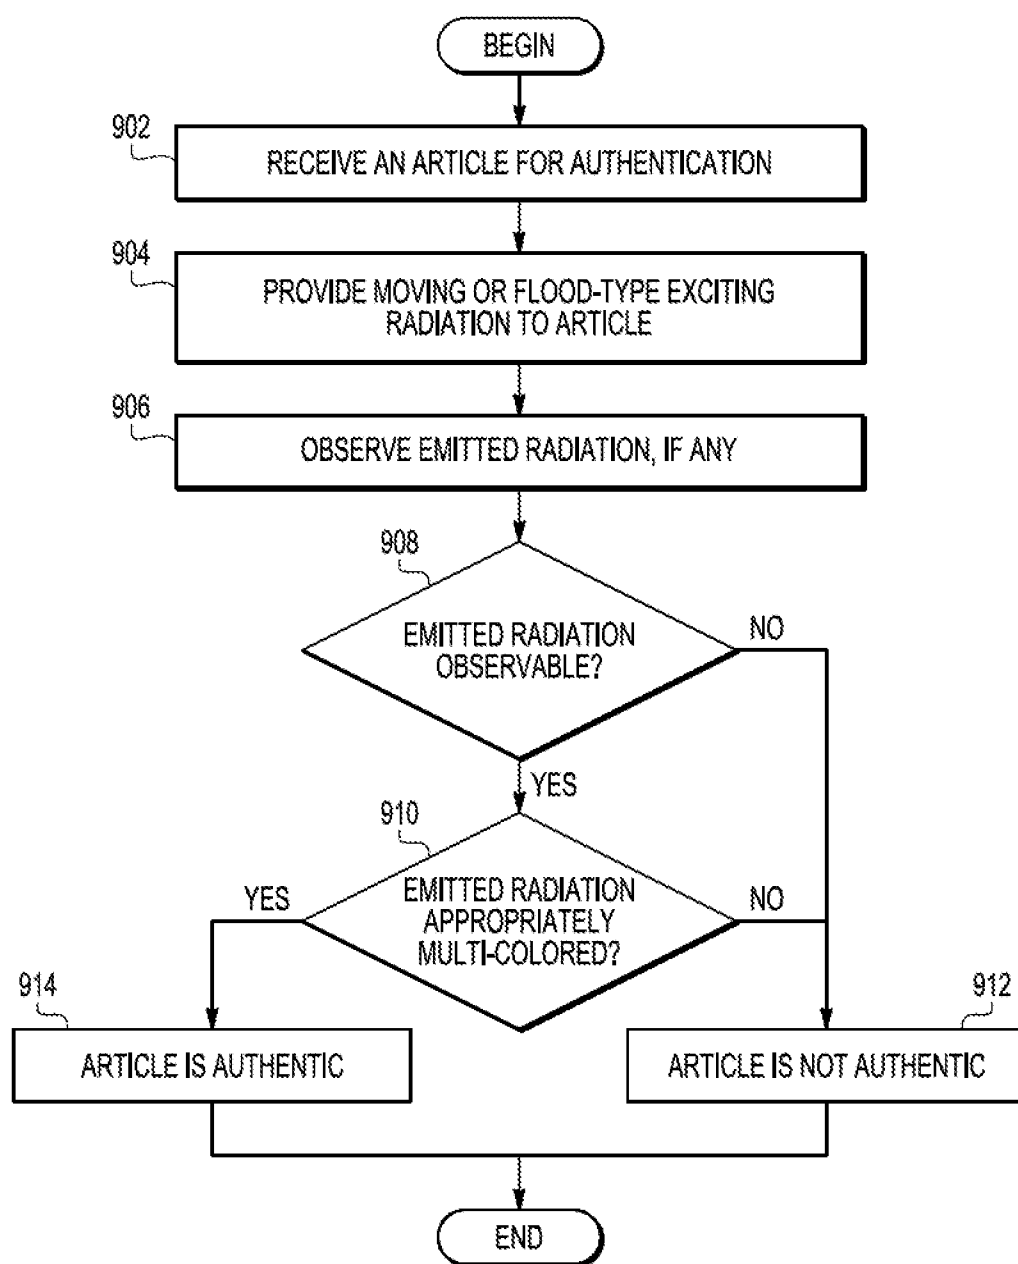 BEGIN
902
RECEIVE AN ARTICLE FOR AUTHENTICATION
904
PROVIDE MOVING OR FLOOD-TYPE EXCITING
RADIATION TO ARTICLE
906
OBSERVE EMITTED RADIATION, IF ANY
908
EMITTED RADIATION
OBSERVABLE?
NO
YES
910
EMITTED RADIATION
APPROPRIATELY
MULTI-COLORED?
YES
NO
914
ARTICLE IS AUTHENTIC
912
ARTICLE IS NOT AUTHENTIC
END